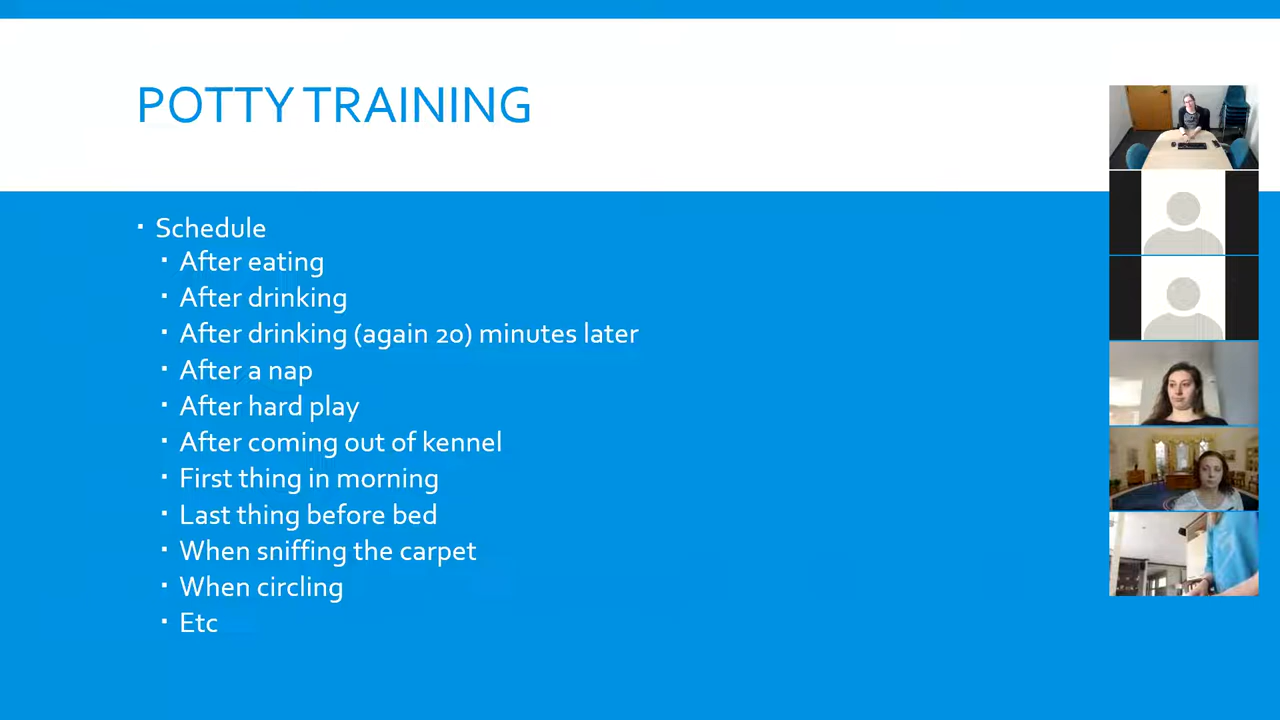 POTTY TRAINING
▪ Schedule
▪ After eating
▪ After drinking
▪ After drinking (again 20) minutes later
▪ After a nap
▪ After hard play
▪ After coming out of kennel
▪ First thing in morning
▪ Last thing before bed
▪ When sniffing the carpet
▪ When circling
▪ Etc